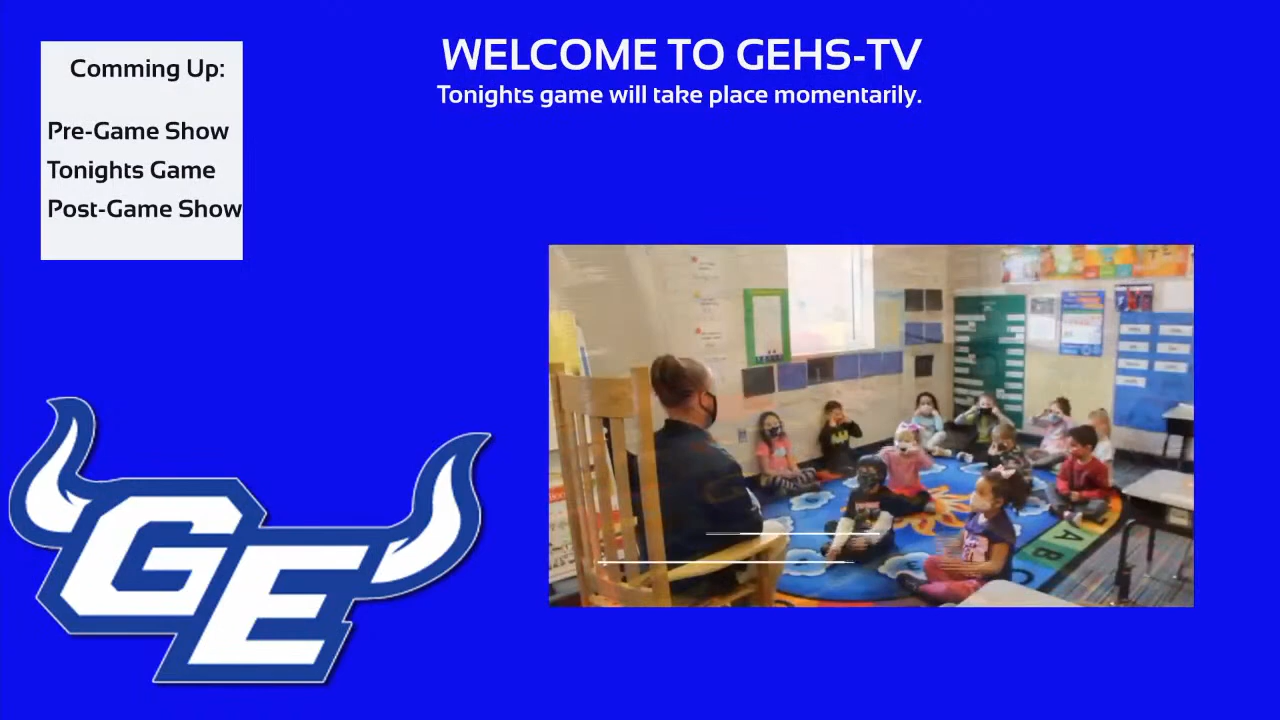 Comming Up:
Pre-Game Show
Tonights Game
Post-Game Show
WELCOME TO GEHS-TV
Tonights game will take place momentarily.
GE
A B